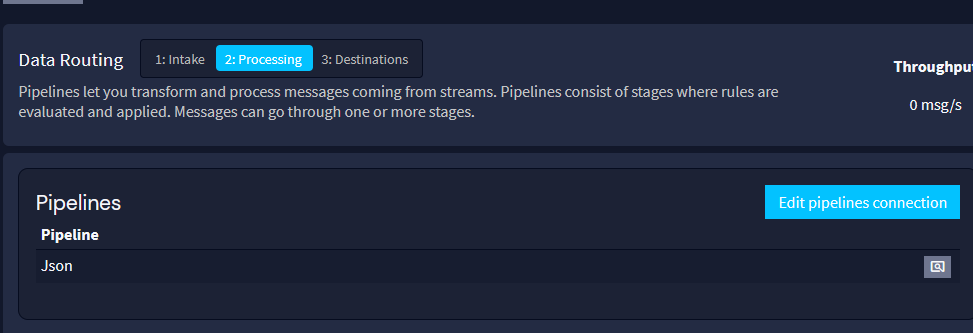 Data Routing
1: Intake
2: Processing
3: Destinations
Pipelines let you transform and process messages coming from streams. Pipelines consist of stages where rules are
evaluated and applied. Messages can go through one or more stages.
Throughput
0 msg/s
Pipelines
Edit pipelines connection
Pipeline
Json